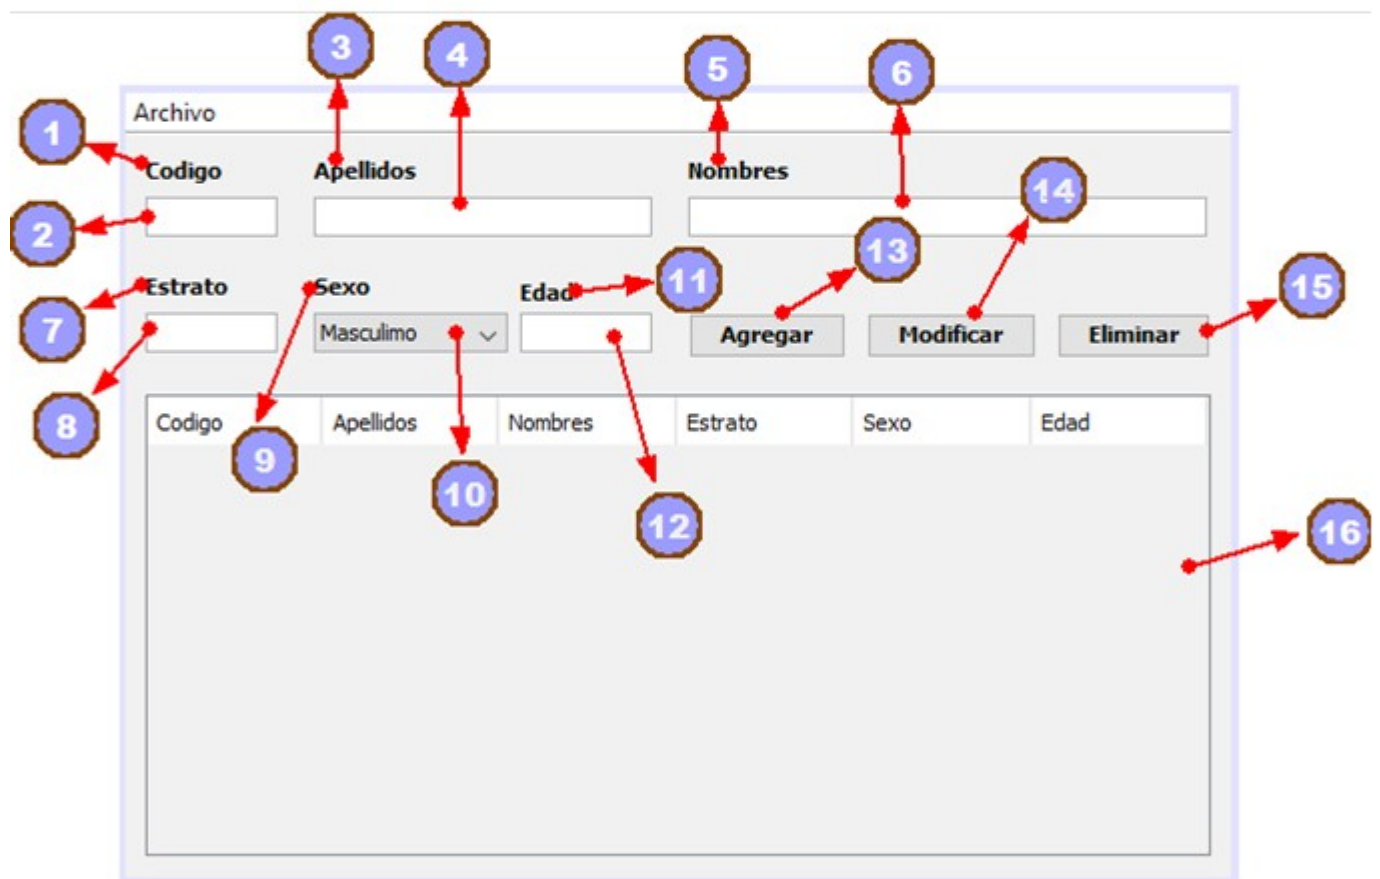 3 4 5 6
Archivo
1
Codigo Apellidos Nombres
14
2
13
Estrato Sexo Edad 11 15
7
Masculimo Agregar Modificar Eliminar
8
Codigo Apellidos Nombres Estrato Sexo Edad
9
10
12
16